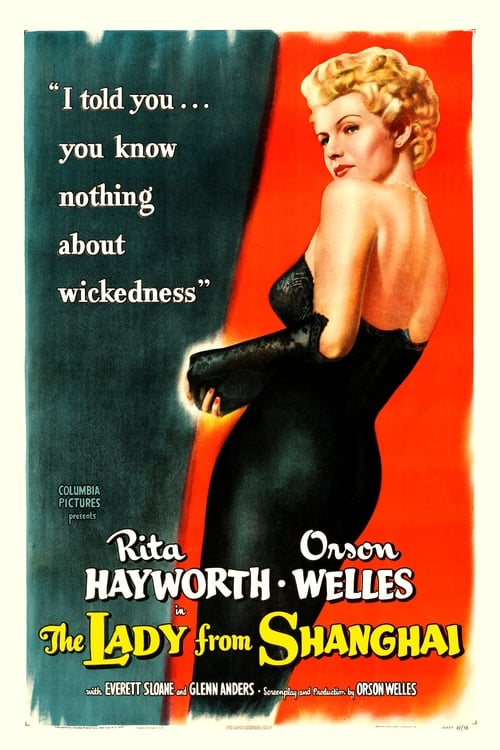 “I told you...
you know
nothing
about
wickedness”
COLUMBIA
PICTURES
presents
Rita Orson
HAYWORTH · WELLES
in
The LADY from SHANGHAI
with EVERETT SLOANE and GLENN ANDERS · Screenplay and Production by ORSON WELLES